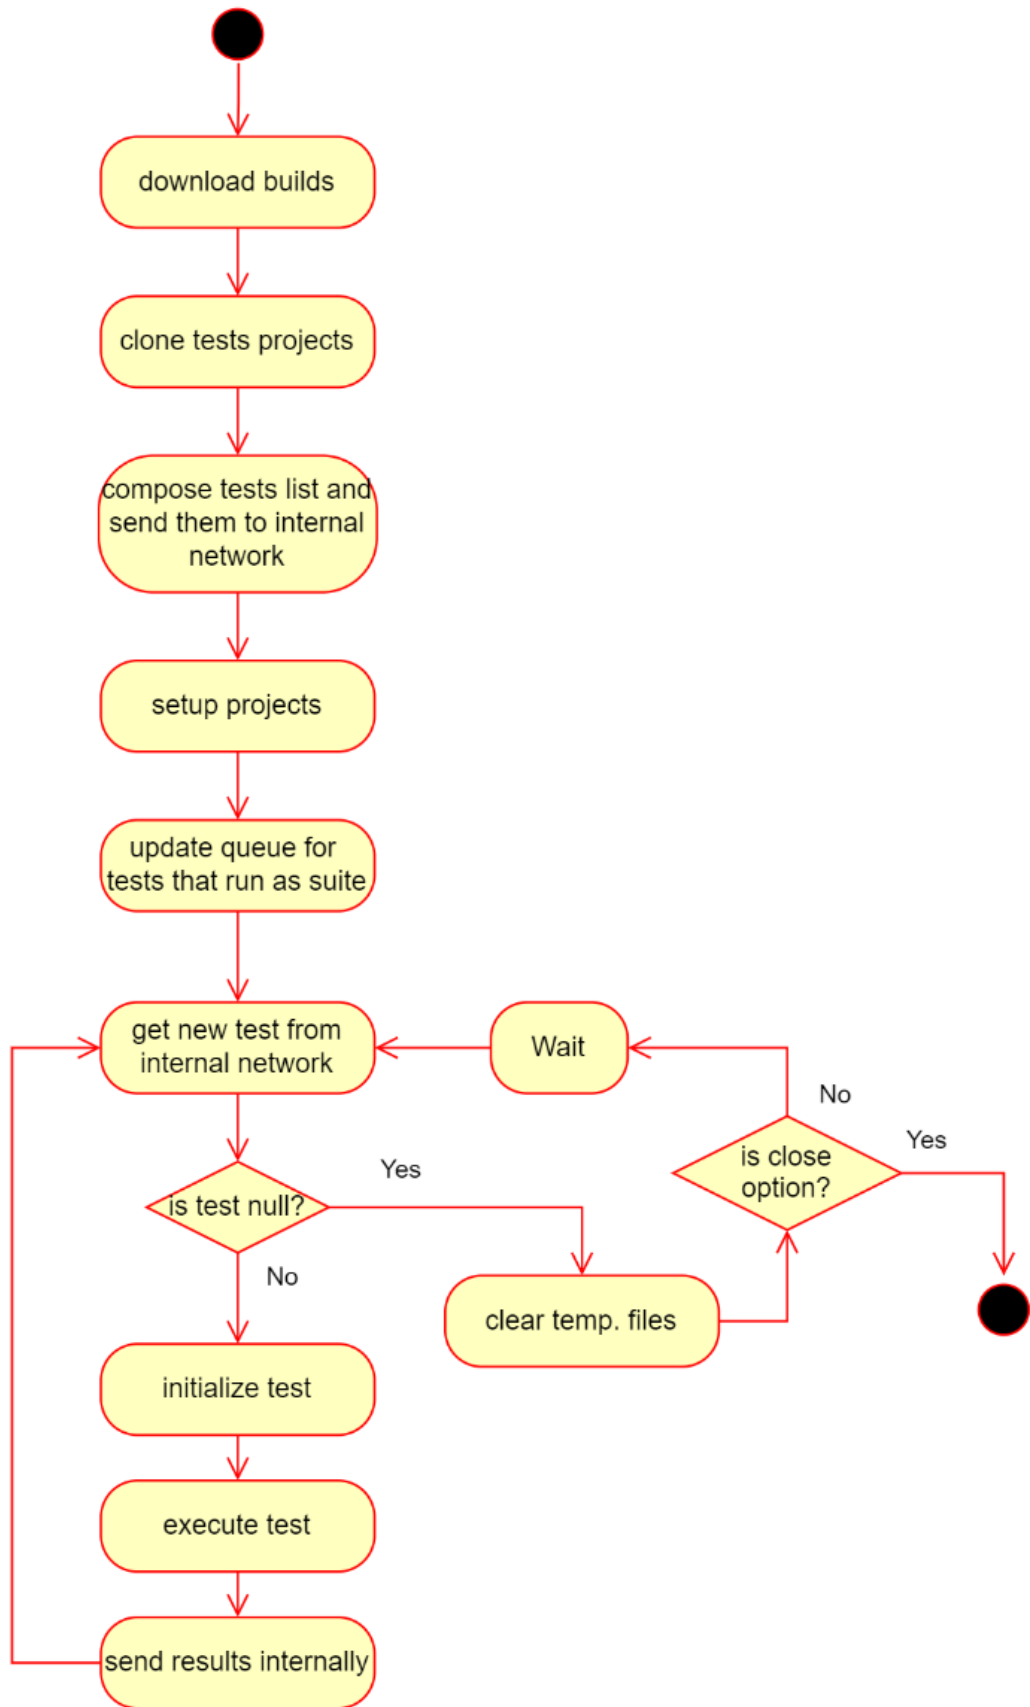 download builds
clone tests projects
compose tests list and
send them to internal
network
setup projects
update queue for
tests that run as suite
get new test from
internal network
Wait
No
is close
option?
Yes
is test null?
Yes
No
clear temp. files
initialize test
execute test
send results internally